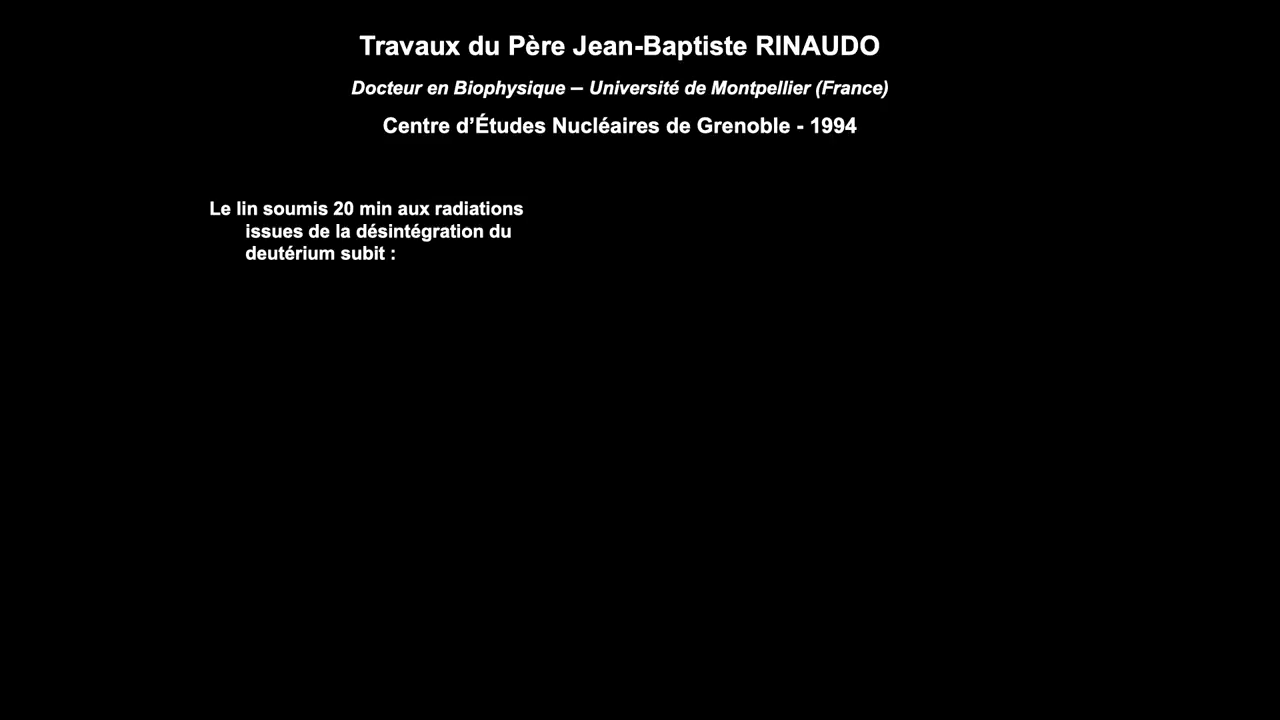 Travaux du Père Jean-Baptiste RINAUDO
Docteur en Biophysique – Université de Montpellier (France)
Centre d’Études Nucléaires de Grenoble - 1994
Le lin soumis 20 min aux radiations
issues de la désintégration du
deutérium subit :